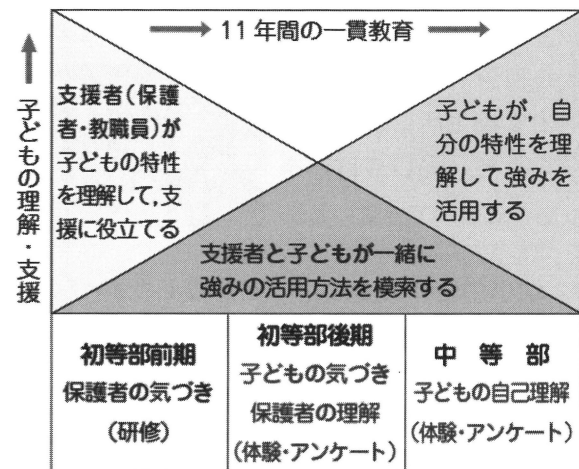 → 11年間の一貫教育 →
子どもの理解・支援
支援者(保護
者・教職員)が
子どもの特性
を理解して,支
援に役立てる
子どもが,自
分の特性を理
解して強みを
活用する
支援者と子どもが一緒に
強みの活用方法を模索する
初等部前期
保護者の気づき
(研修)
初等部後期
子どもの気づき
保護者の理解
(体験・アンケート)
中等部
子どもの自己理解
(体験・アンケート)